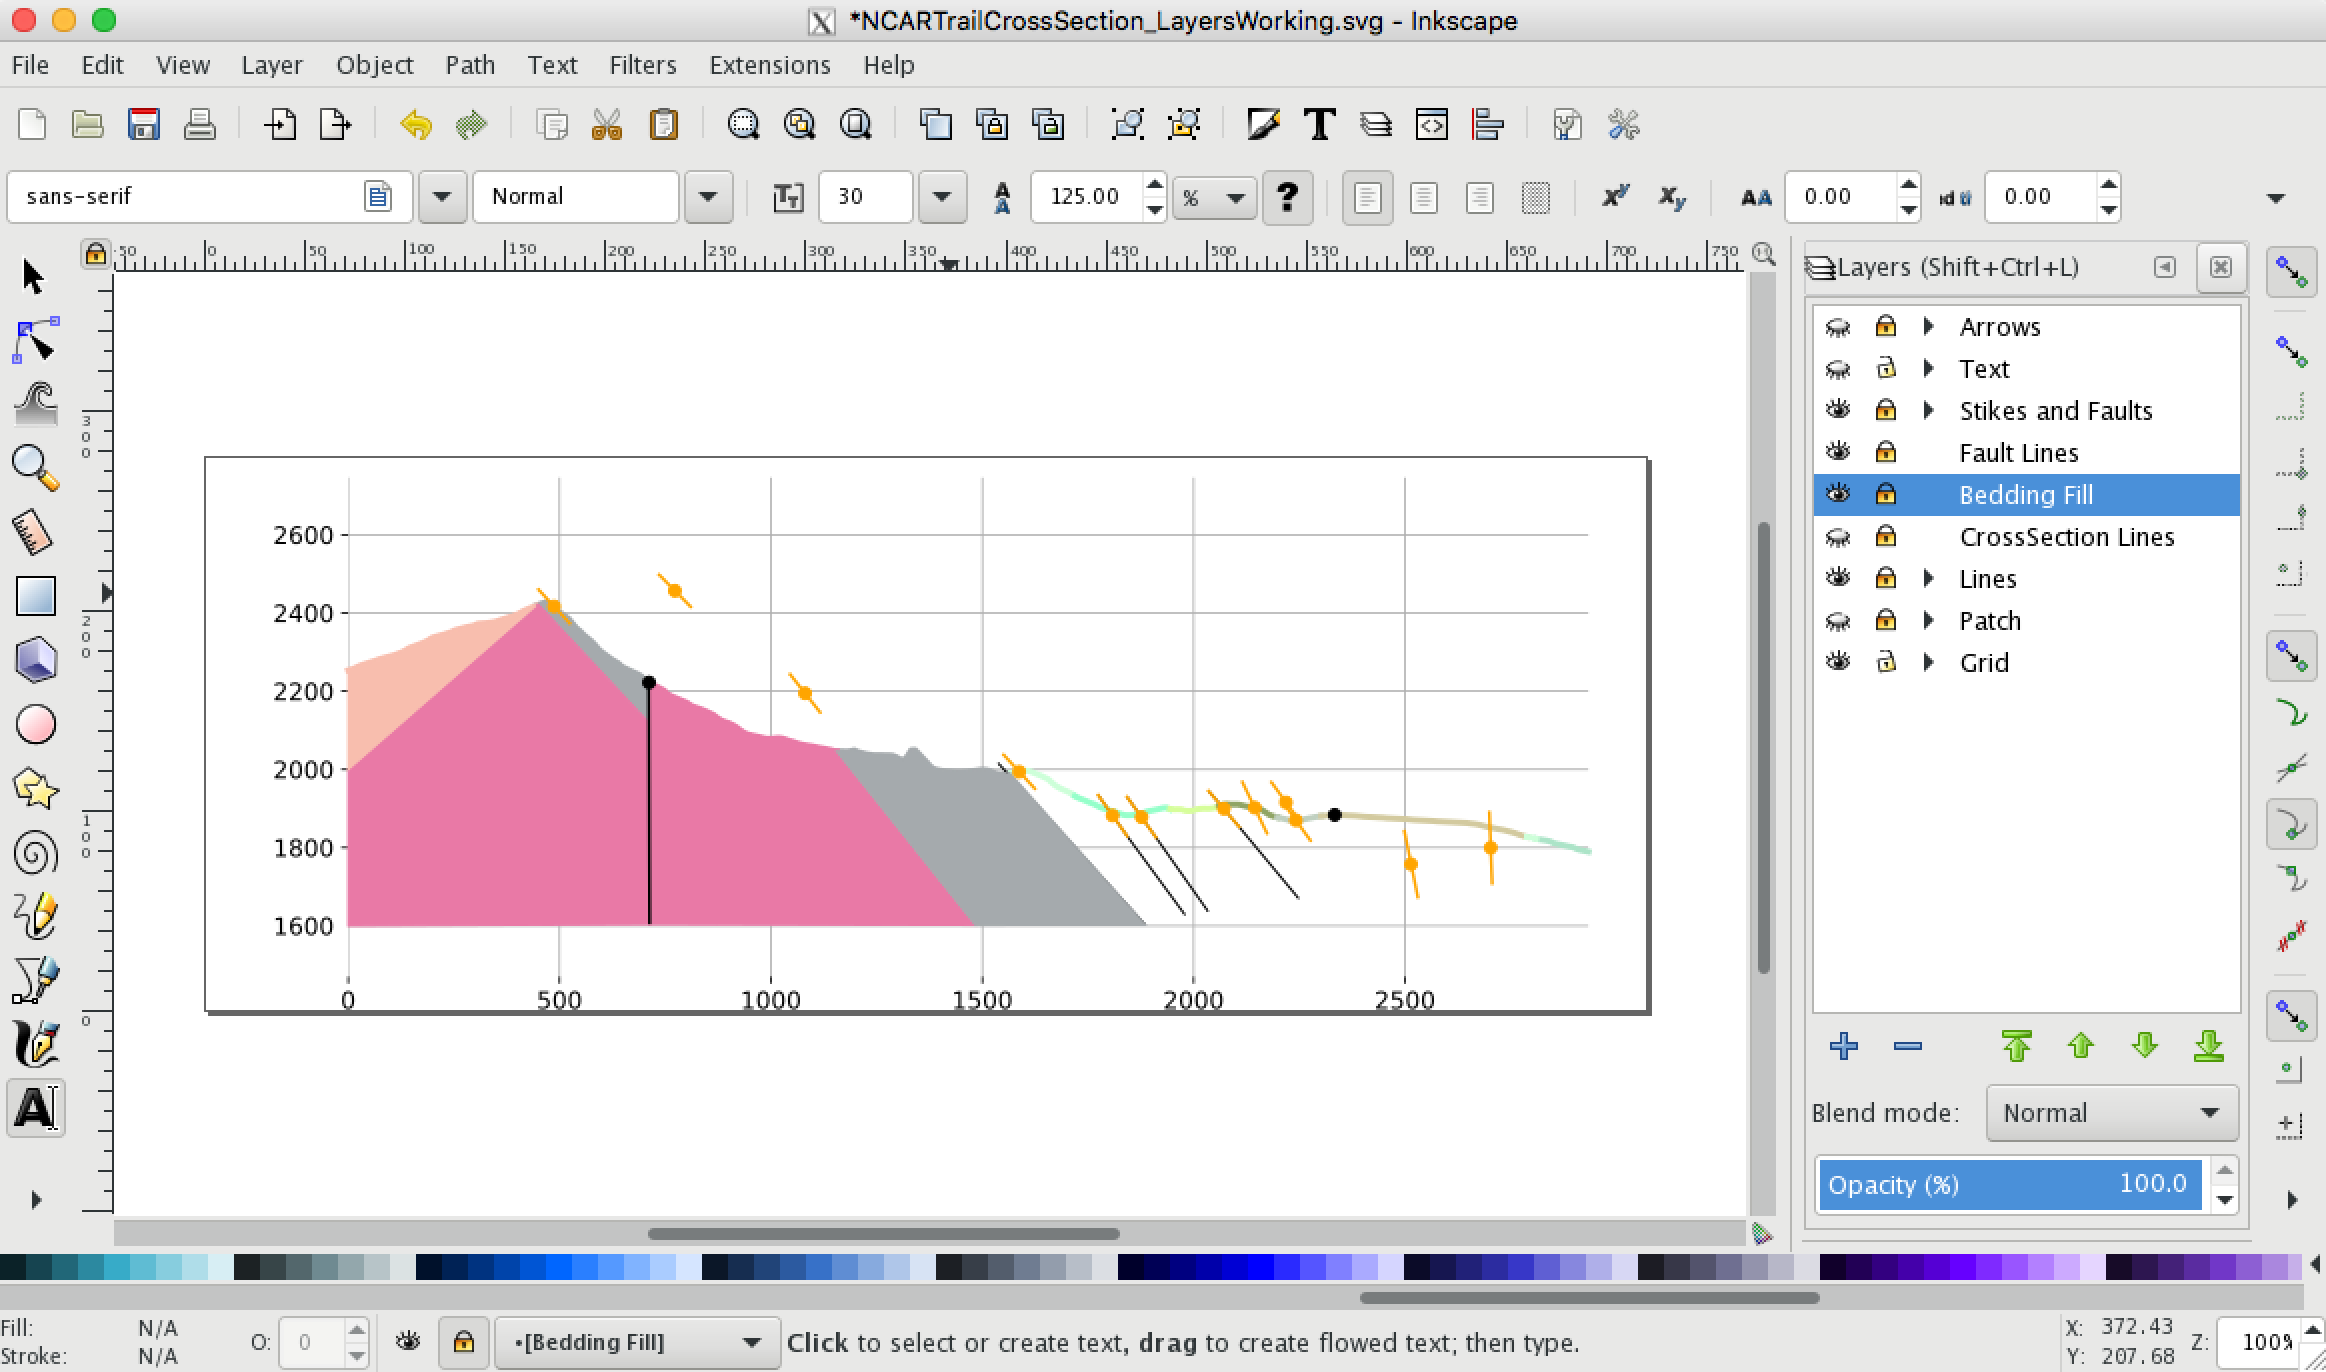 *NCARTrailCrossSection_LayersWorking.svg - Inkscape
File Edit View Layer Object Path Text Filters Extensions Help
sans-serif Normal 30 125.00 % ? 0.00 0.00
-50 0 50 100 150 200 250 300 350 400 450 500 550 600 650 700 750
Layers (Shift+Ctrl+L)
Arrows
Text
Stikes and Faults
Fault Lines
Bedding Fill
CrossSection Lines
Lines
Patch
Grid
300
200
100
0
2600
2400
2200
2000
1800
1600
0 500 1000 1500 2000 2500
Blend mode: Normal
Opacity (%) 100.0
Fill: N/A
Stroke: N/A
O: 0
•[Bedding Fill]
Click to select or create text, drag to create flowed text; then type.
X: 372.43
Y: 207.68
Z: 100%